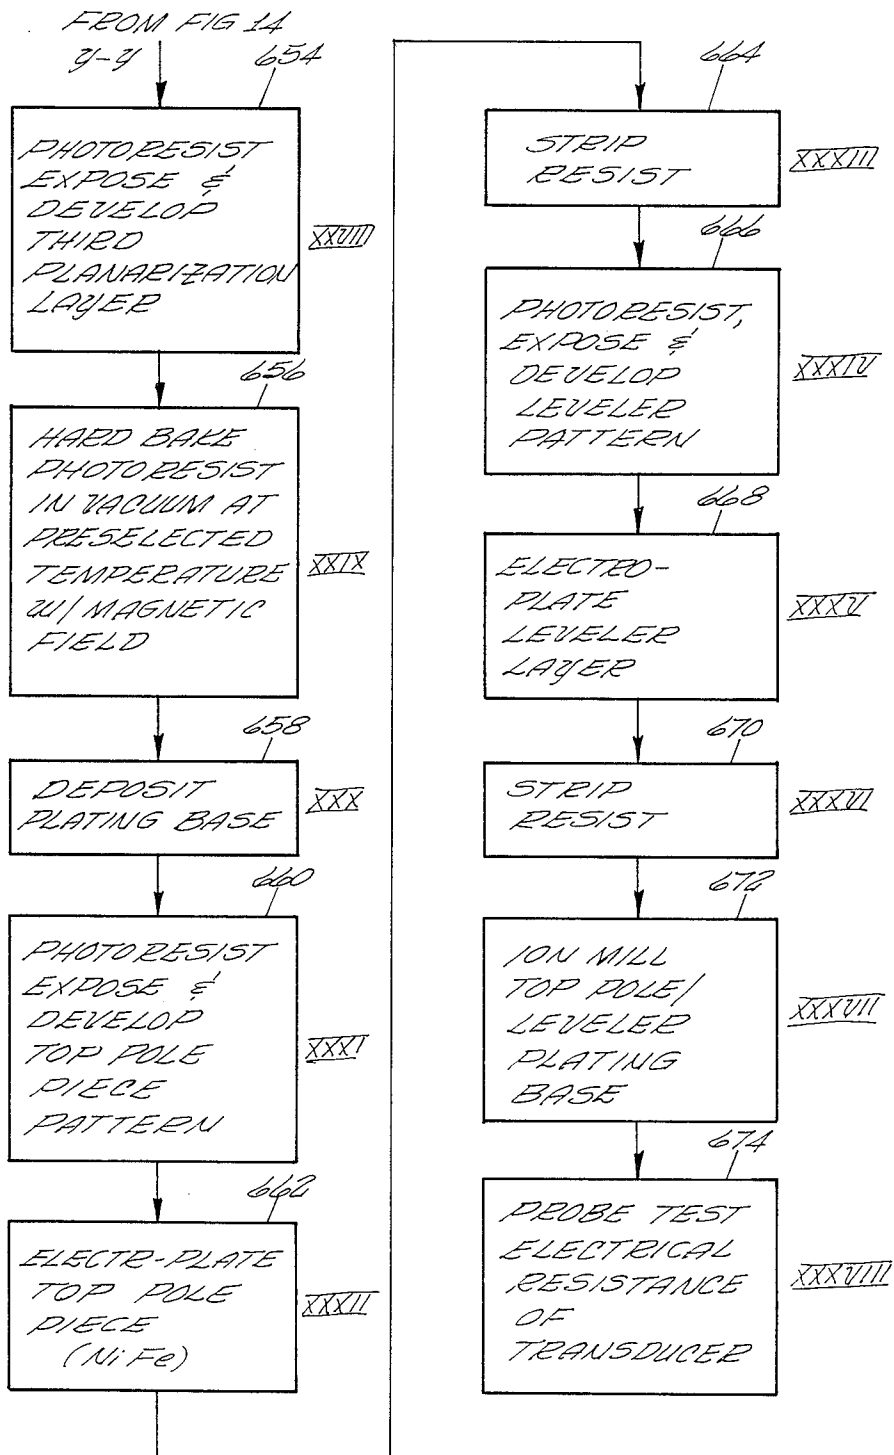 FROM FIG 14
y-y
654
PHOTORESIST
EXPOSE &
DEVELOP
THIRD
PLANARIZATION
LAYER
XXVIII
656
HARD BAKE
PHOTORESIST
IN VACUUM AT
PRESELECTED
TEMPERATURE
W/MAGNETIC
FIELD
XXIX
658
DEPOSIT
PLATING BASE
XXX
660
PHOTORESIST
EXPOSE &
DEVELOP
TOP POLE
PIECE
PATTERN
XXXI
662
ELECTR-PLATE
TOP POLE
PIECE
(NiFe)
XXXII
664
STRIP
RESIST
XXXIII
666
PHOTORESIST,
EXPOSE &
DEVELOP
LEVELER
PATTERN
XXXIV
668
ELECTRO-
PLATE
LEVELER
LAYER
XXXV
670
STRIP
RESIST
XXXVI
672
ION MILL
TOP POLE/
LEVELER
PLATING
BASE
XXXVII
674
PROBE TEST
ELECTRICAL
RESISTANCE
OF
TRANSDUCER
XXXVIII